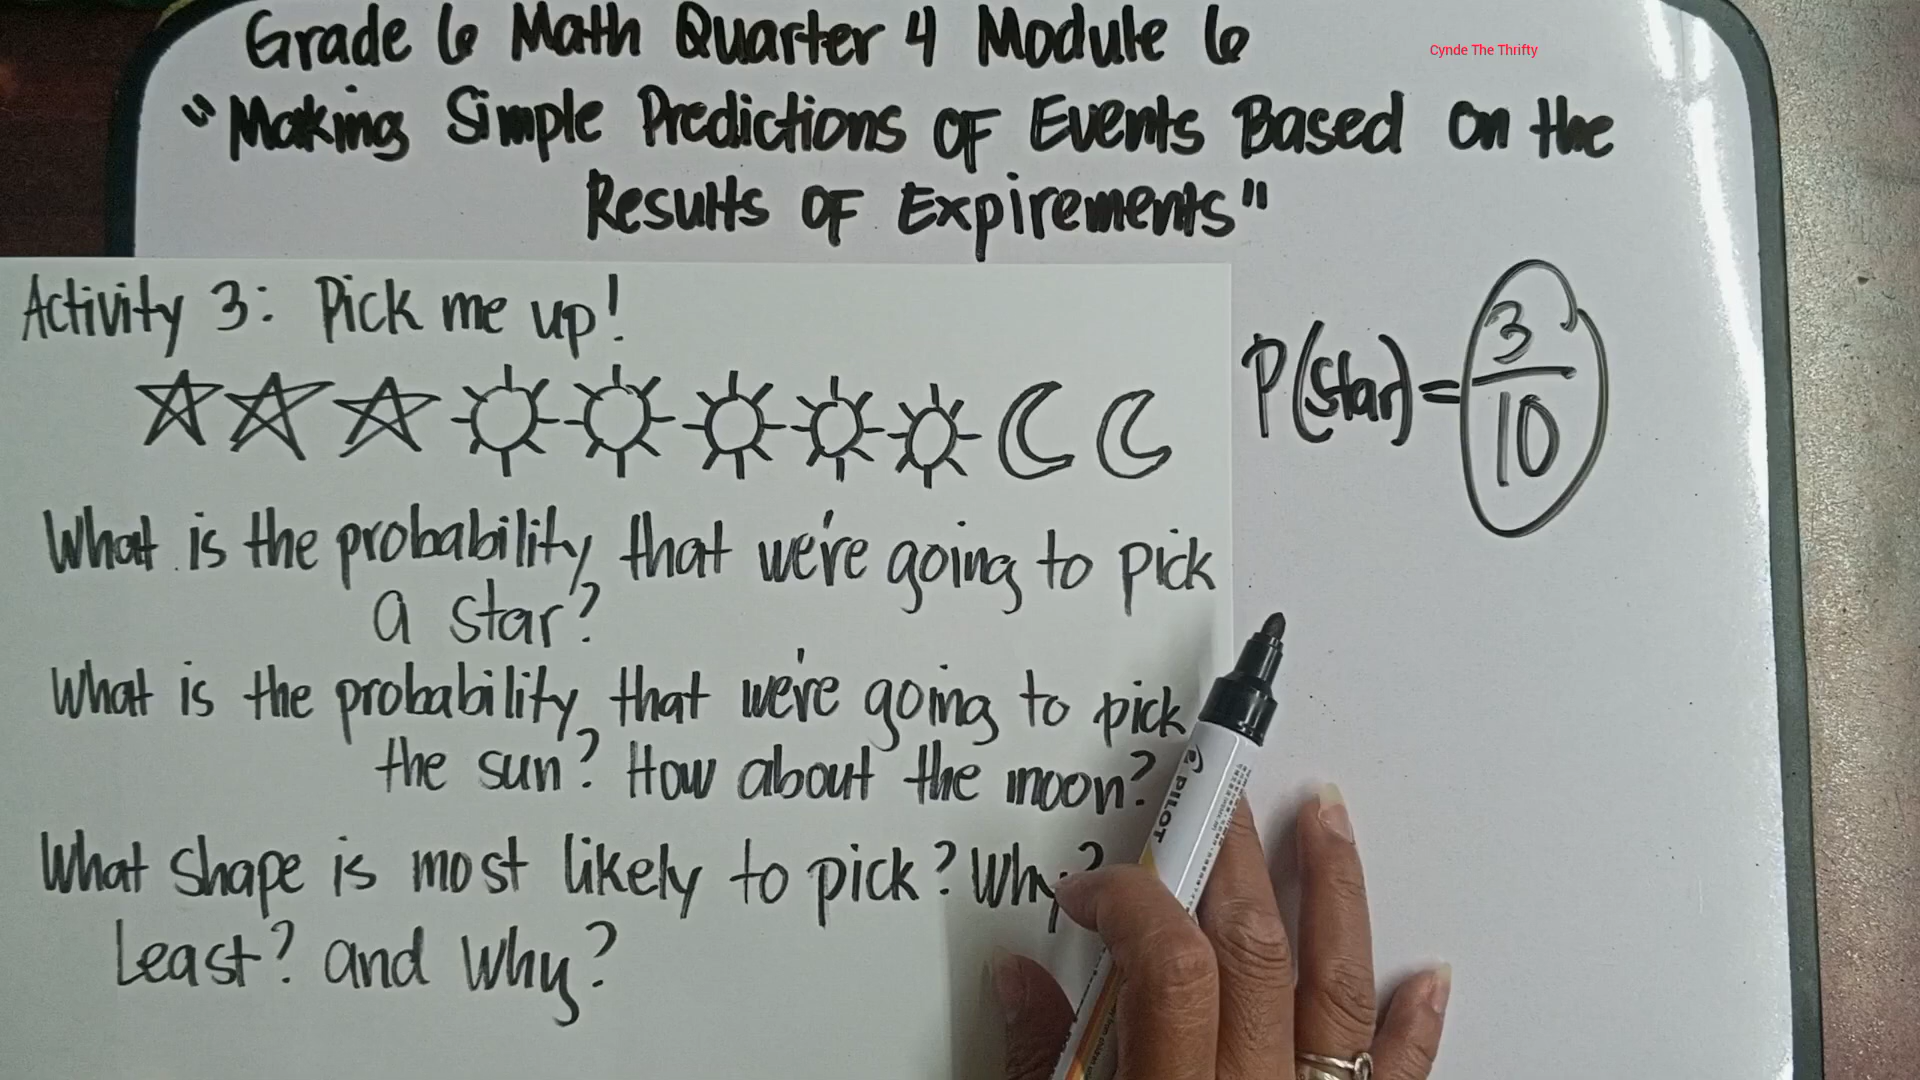 Grade 6 Math Quarter 4 Module 6
Cynde The Thrifty
"Making Simple Predictions OF Events Based on the
Results OF Expirements"
Activity 3: Pick me up!
P(star) = 3/10
What is the probability that we're going to pick
a star?
What is the probability that we're going to pick
the sun? How about the moon?
What shape is most likely to pick? Why?
Least? and Why?
PILOT